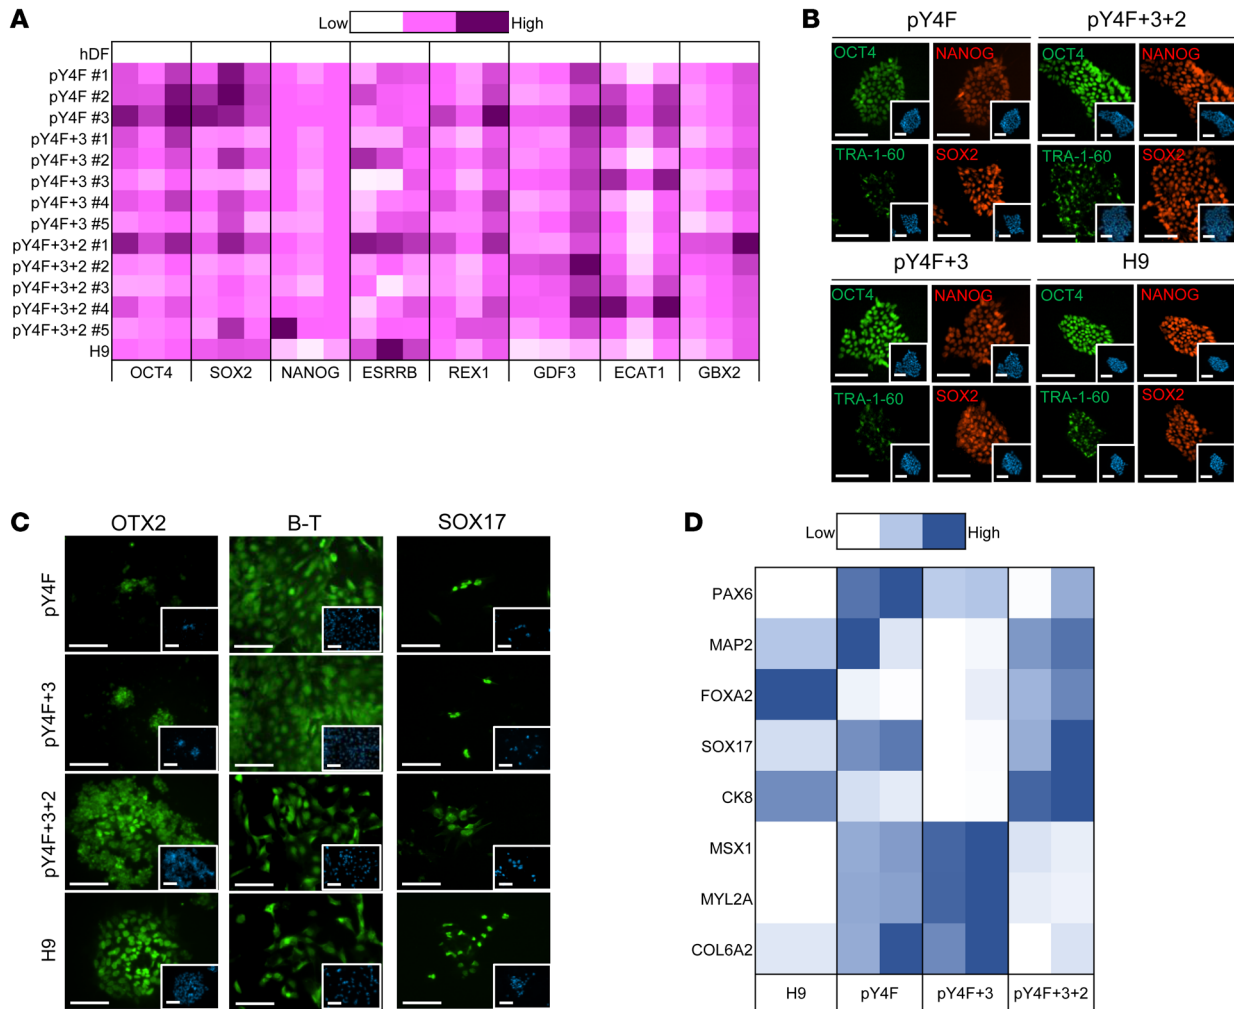 A
Low High
hDF
pY4F #1
pY4F #2
pY4F #3
pY4F+3 #1
pY4F+3 #2
pY4F+3 #3
pY4F+3 #4
pY4F+3 #5
pY4F+3+2 #1
pY4F+3+2 #2
pY4F+3+2 #3
pY4F+3+2 #4
pY4F+3+2 #5
H9
OCT4 SOX2 NANOG ESRRB REX1 GDF3 ECAT1 GBX2
B
pY4F pY4F+3+2
OCT4 NANOG OCT4 NANOG
TRA-1-60 SOX2 TRA-1-60 SOX2
pY4F+3 H9
OCT4 NANOG OCT4 NANOG
TRA-1-60 SOX2 TRA-1-60 SOX2
C
OTX2 B-T SOX17
pY4F
pY4F+3
pY4F+3+2
H9
D
Low High
PAX6
MAP2
FOXA2
SOX17
CK8
MSX1
MYL2A
COL6A2
H9 pY4F pY4F+3 pY4F+3+2